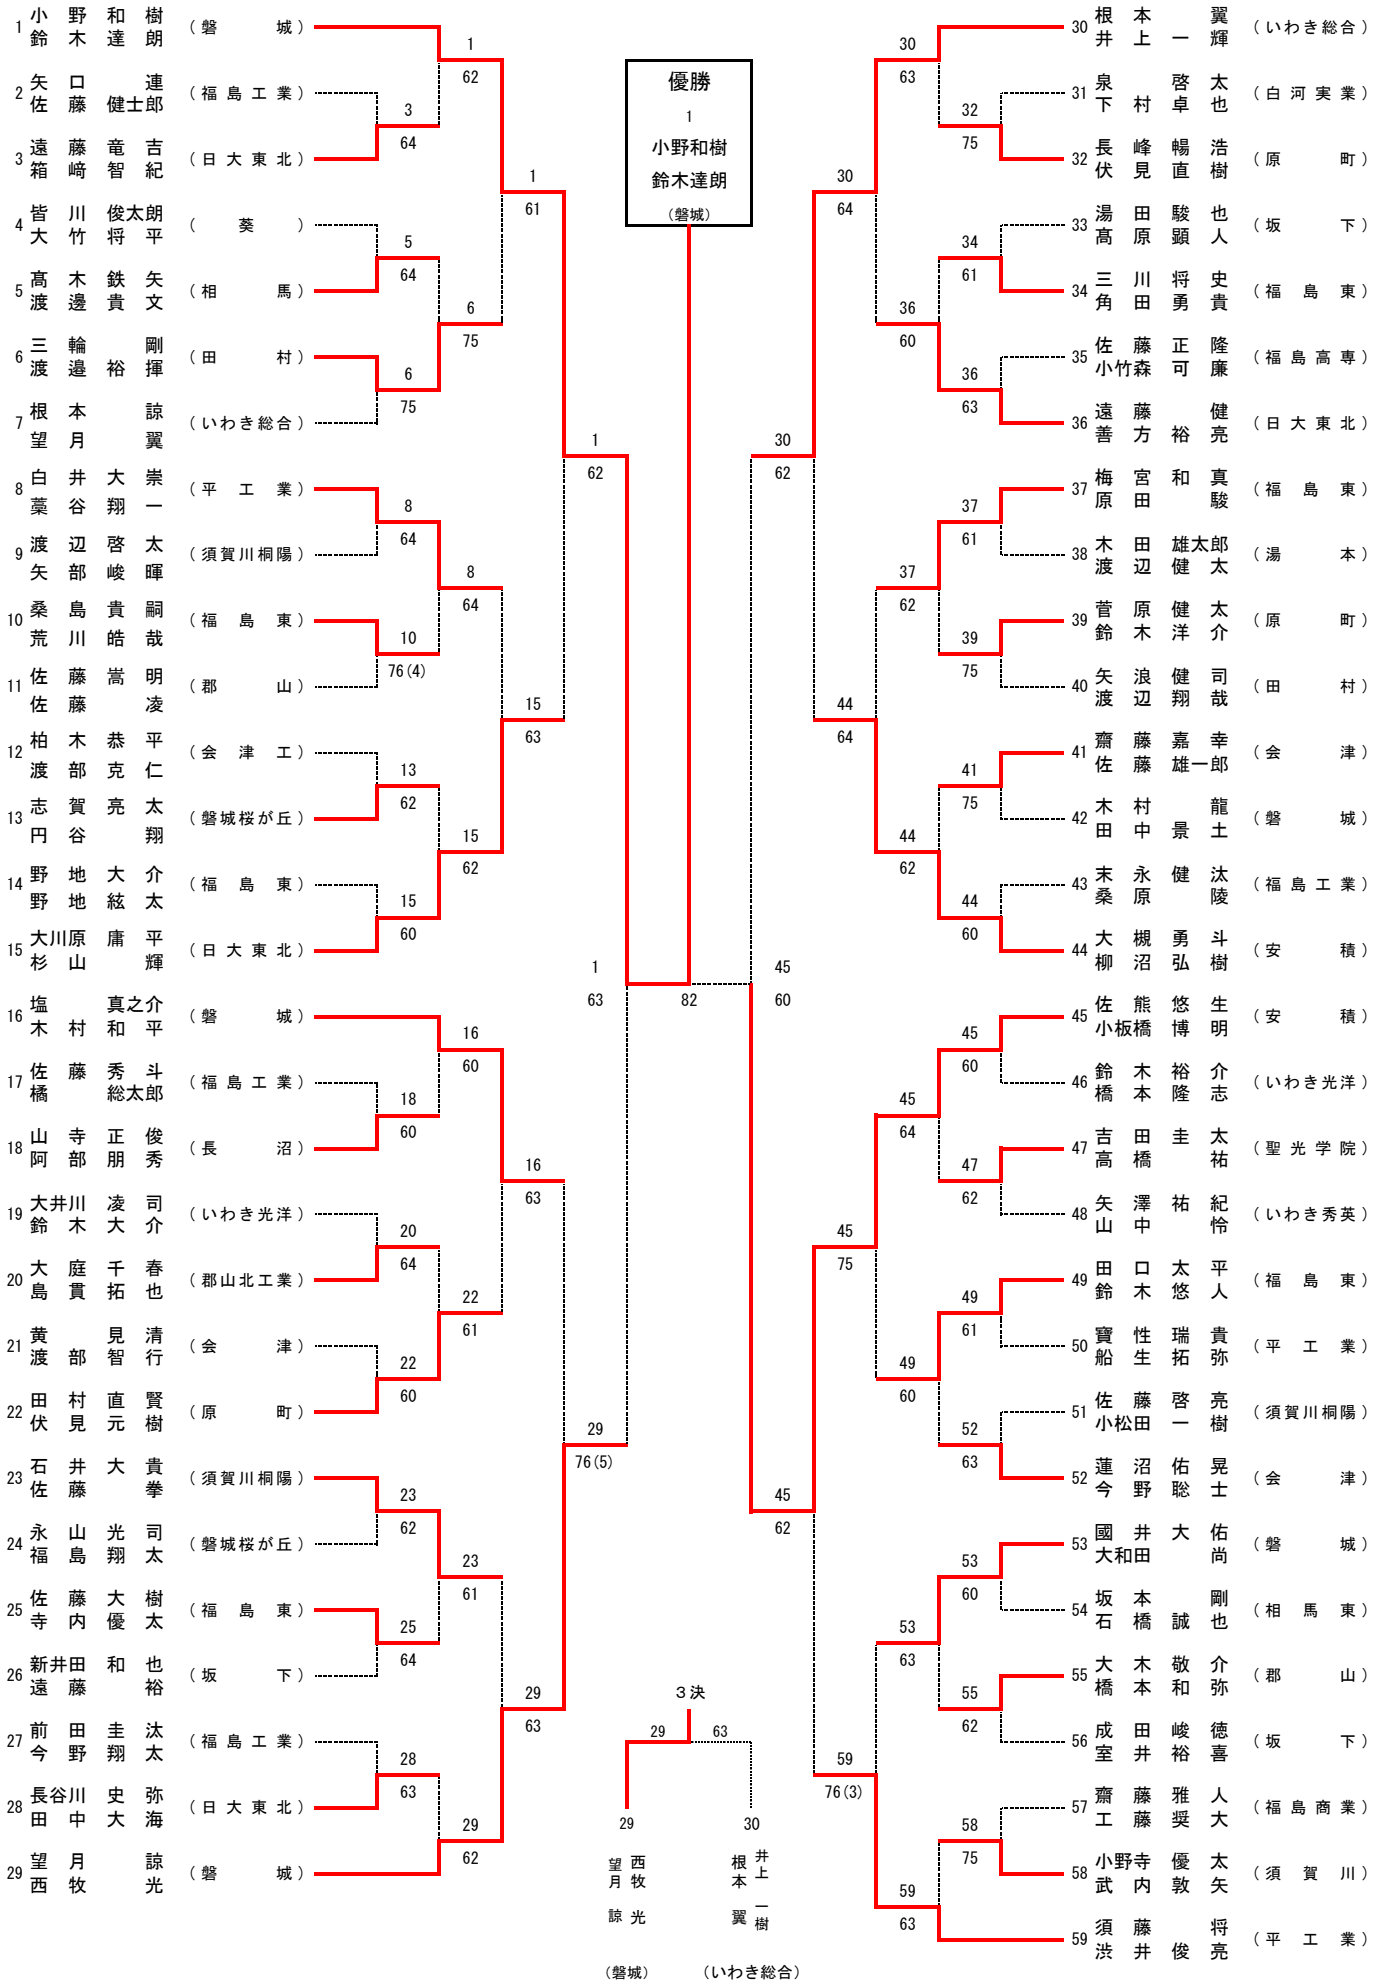 1 小野和樹 鈴木達朗 （磐城）
2 矢口連 佐藤健士郎 （福島工業）
3 遠藤竜吉 箱﨑智紀 （日大東北）
4 皆川俊太朗 大竹将平 （葵）
5 髙木鉄矢 渡邊貴文 （相馬）
6 三輪剛 渡邉裕揮 （田村）
7 根本諒 望月翼 （いわき総合）
8 白井大崇 藁谷翔一 （平工業）
9 渡辺啓太 矢部峻暉 （須賀川桐陽）
10 桑島貴嗣 荒川皓哉 （福島東）
11 佐藤嵩明 佐藤凌 （郡山）
12 柏木恭平 渡部克仁 （会津工）
13 志賀亮太 円谷翔 （磐城桜が丘）
14 野地大介 野地絃太 （福島東）
15 大川原庸平 杉山輝 （日大東北）
16 塩真之介 木村和平 （磐城）
17 佐藤秀斗 橘総太郎 （福島工業）
18 山寺正俊 阿部朋秀 （長沼）
19 大井川凌司 鈴木大介 （いわき光洋）
20 大庭千春 島貫拓也 （郡山北工業）
21 黄見清 渡部智行 （会津）
22 田村直賢 伏見元樹 （原町）
23 石井大貴 佐藤拳 （須賀川桐陽）
24 永山光司 福島翔太 （磐城桜が丘）
25 佐藤大樹 寺内優太 （福島東）
26 新井田和也 遠藤裕 （坂下）
27 前田圭汰 今野翔太 （福島工業）
28 長谷川史弥 田中大海 （日大東北）
29 望月諒 西牧光 （磐城）
3 64
5 64
6 75
8 64
10 76(4)
13 62
15 60
18 60
20 64
22 60
23 62
25 64
28 63
1 62
6 75
8 64
15 62
16 60
22 61
23 61
29 62
1 61
15 63
16 63
29 63
1 62
29 76(5)
1 63
優勝
1
小野和樹
鈴木達朗
（磐城）
82
45 60
30 62
45 62
30 64
44 64
45 75
59 76(3)
30 63
36 60
37 62
44 62
45 64
49 60
53 63
59 63
32 75
34 61
36 63
37 61
39 75
41 75
44 60
45 60
47 62
49 61
52 63
53 60
55 62
58 75
30 根本翼 井上一輝 （いわき総合）
31 泉啓太 下村卓也 （白河実業）
32 長峰暢浩 伏見直樹 （原町）
33 湯田駿也 髙原顕人 （坂下）
34 三川将史 角田勇貴 （福島東）
35 佐藤正隆 小竹森可廉 （福島高専）
36 遠藤健 善方裕亮 （日大東北）
37 梅宮和真 原田駿 （福島東）
38 木田雄太郎 渡辺健太 （湯本）
39 菅原健太 鈴木洋介 （原町）
40 矢浪健司 渡辺翔哉 （田村）
41 齋藤嘉幸 佐藤雄一郎 （会津）
42 木村龍 田中景土 （磐城）
43 末永健汰 桑原陵 （福島工業）
44 大槻勇斗 柳沼弘樹 （安積）
45 佐熊悠生 小板橋博明 （安積）
46 鈴木裕介 橋本隆志 （いわき光洋）
47 吉田圭太 高橋祐 （聖光学院）
48 矢澤祐紀 山中怜 （いわき秀英）
49 田口太平 鈴木悠人 （福島東）
50 寶性瑞貴 船生拓弥 （平工業）
51 佐藤啓亮 小松田一樹 （須賀川桐陽）
52 蓮沼佑晃 今野聡士 （会津）
53 國井大佑 大和田尚 （磐城）
54 坂本剛 石橋誠也 （相馬東）
55 大木敬介 橋本和弥 （郡山）
56 成田峻徳 室井裕喜 （坂下）
57 齋藤雅人 工藤奨大 （福島商業）
58 小野寺優太 武内敦矢 （須賀川）
59 須藤将 渋井俊亮 （平工業）
３決
29 63
29 30
望月諒 西牧光 根本翼 井上一樹
（磐城） （いわき総合）